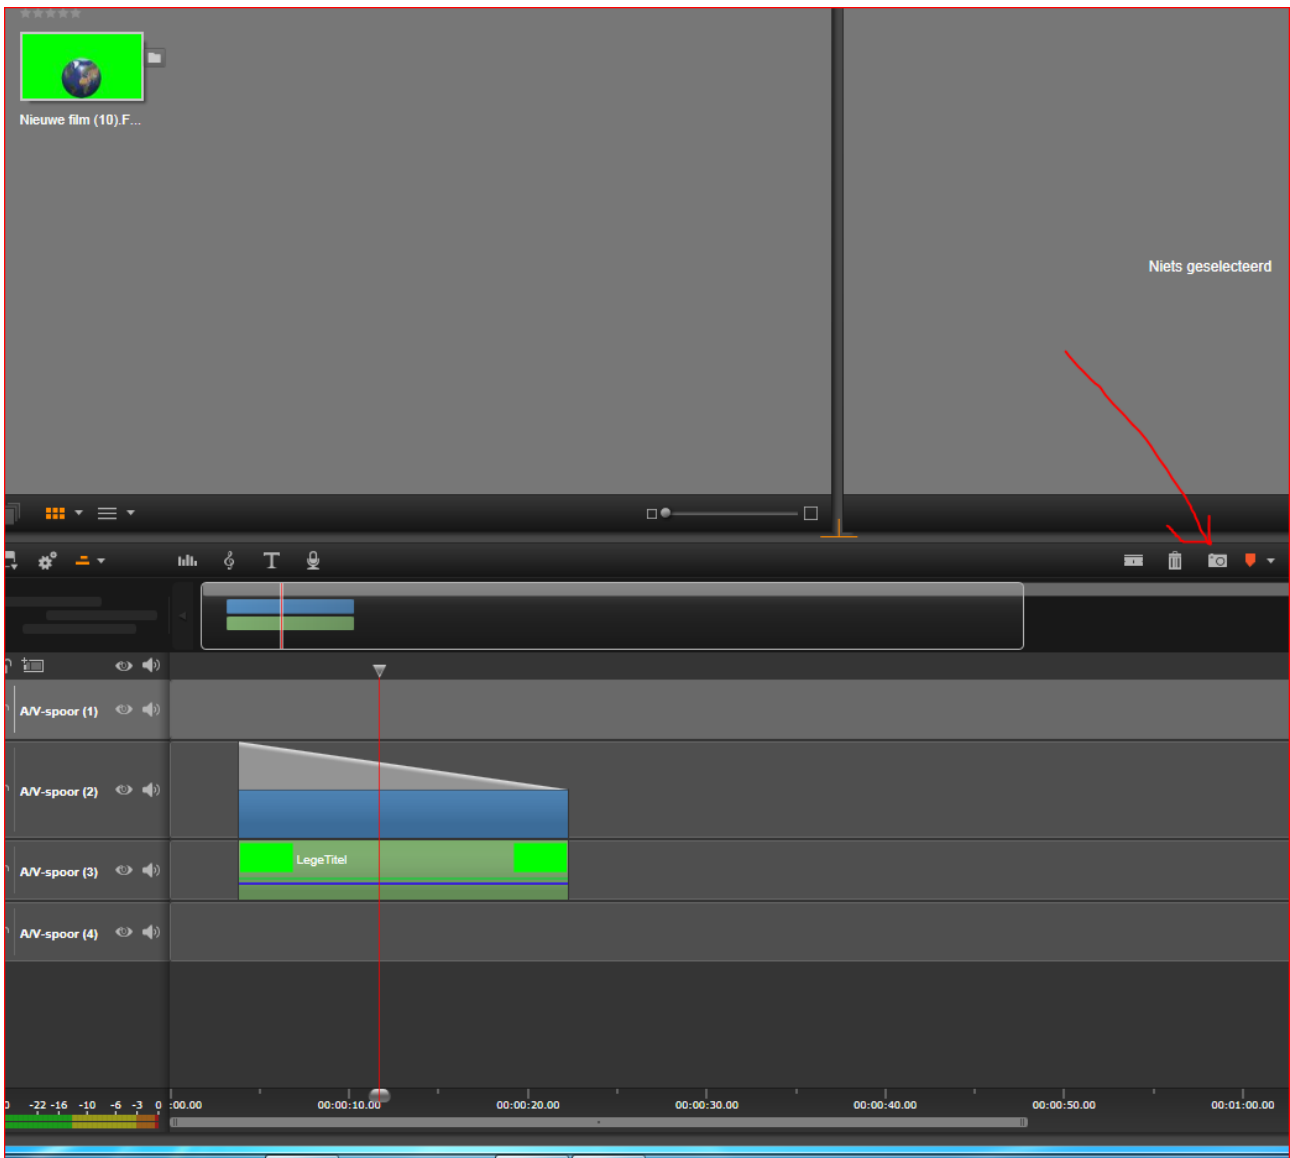 Nieuwe film (10).F...
Niets geselecteerd
A/V-spoor (1)
A/V-spoor (2)
LegeTitel
A/V-spoor (3)
A/V-spoor (4)
-22 -16 -10 -6 -3 0 :00.00 00:00:10.00 00:00:20.00 00:00:30.00 00:00:40.00 00:00:50.00 00:01:00.00